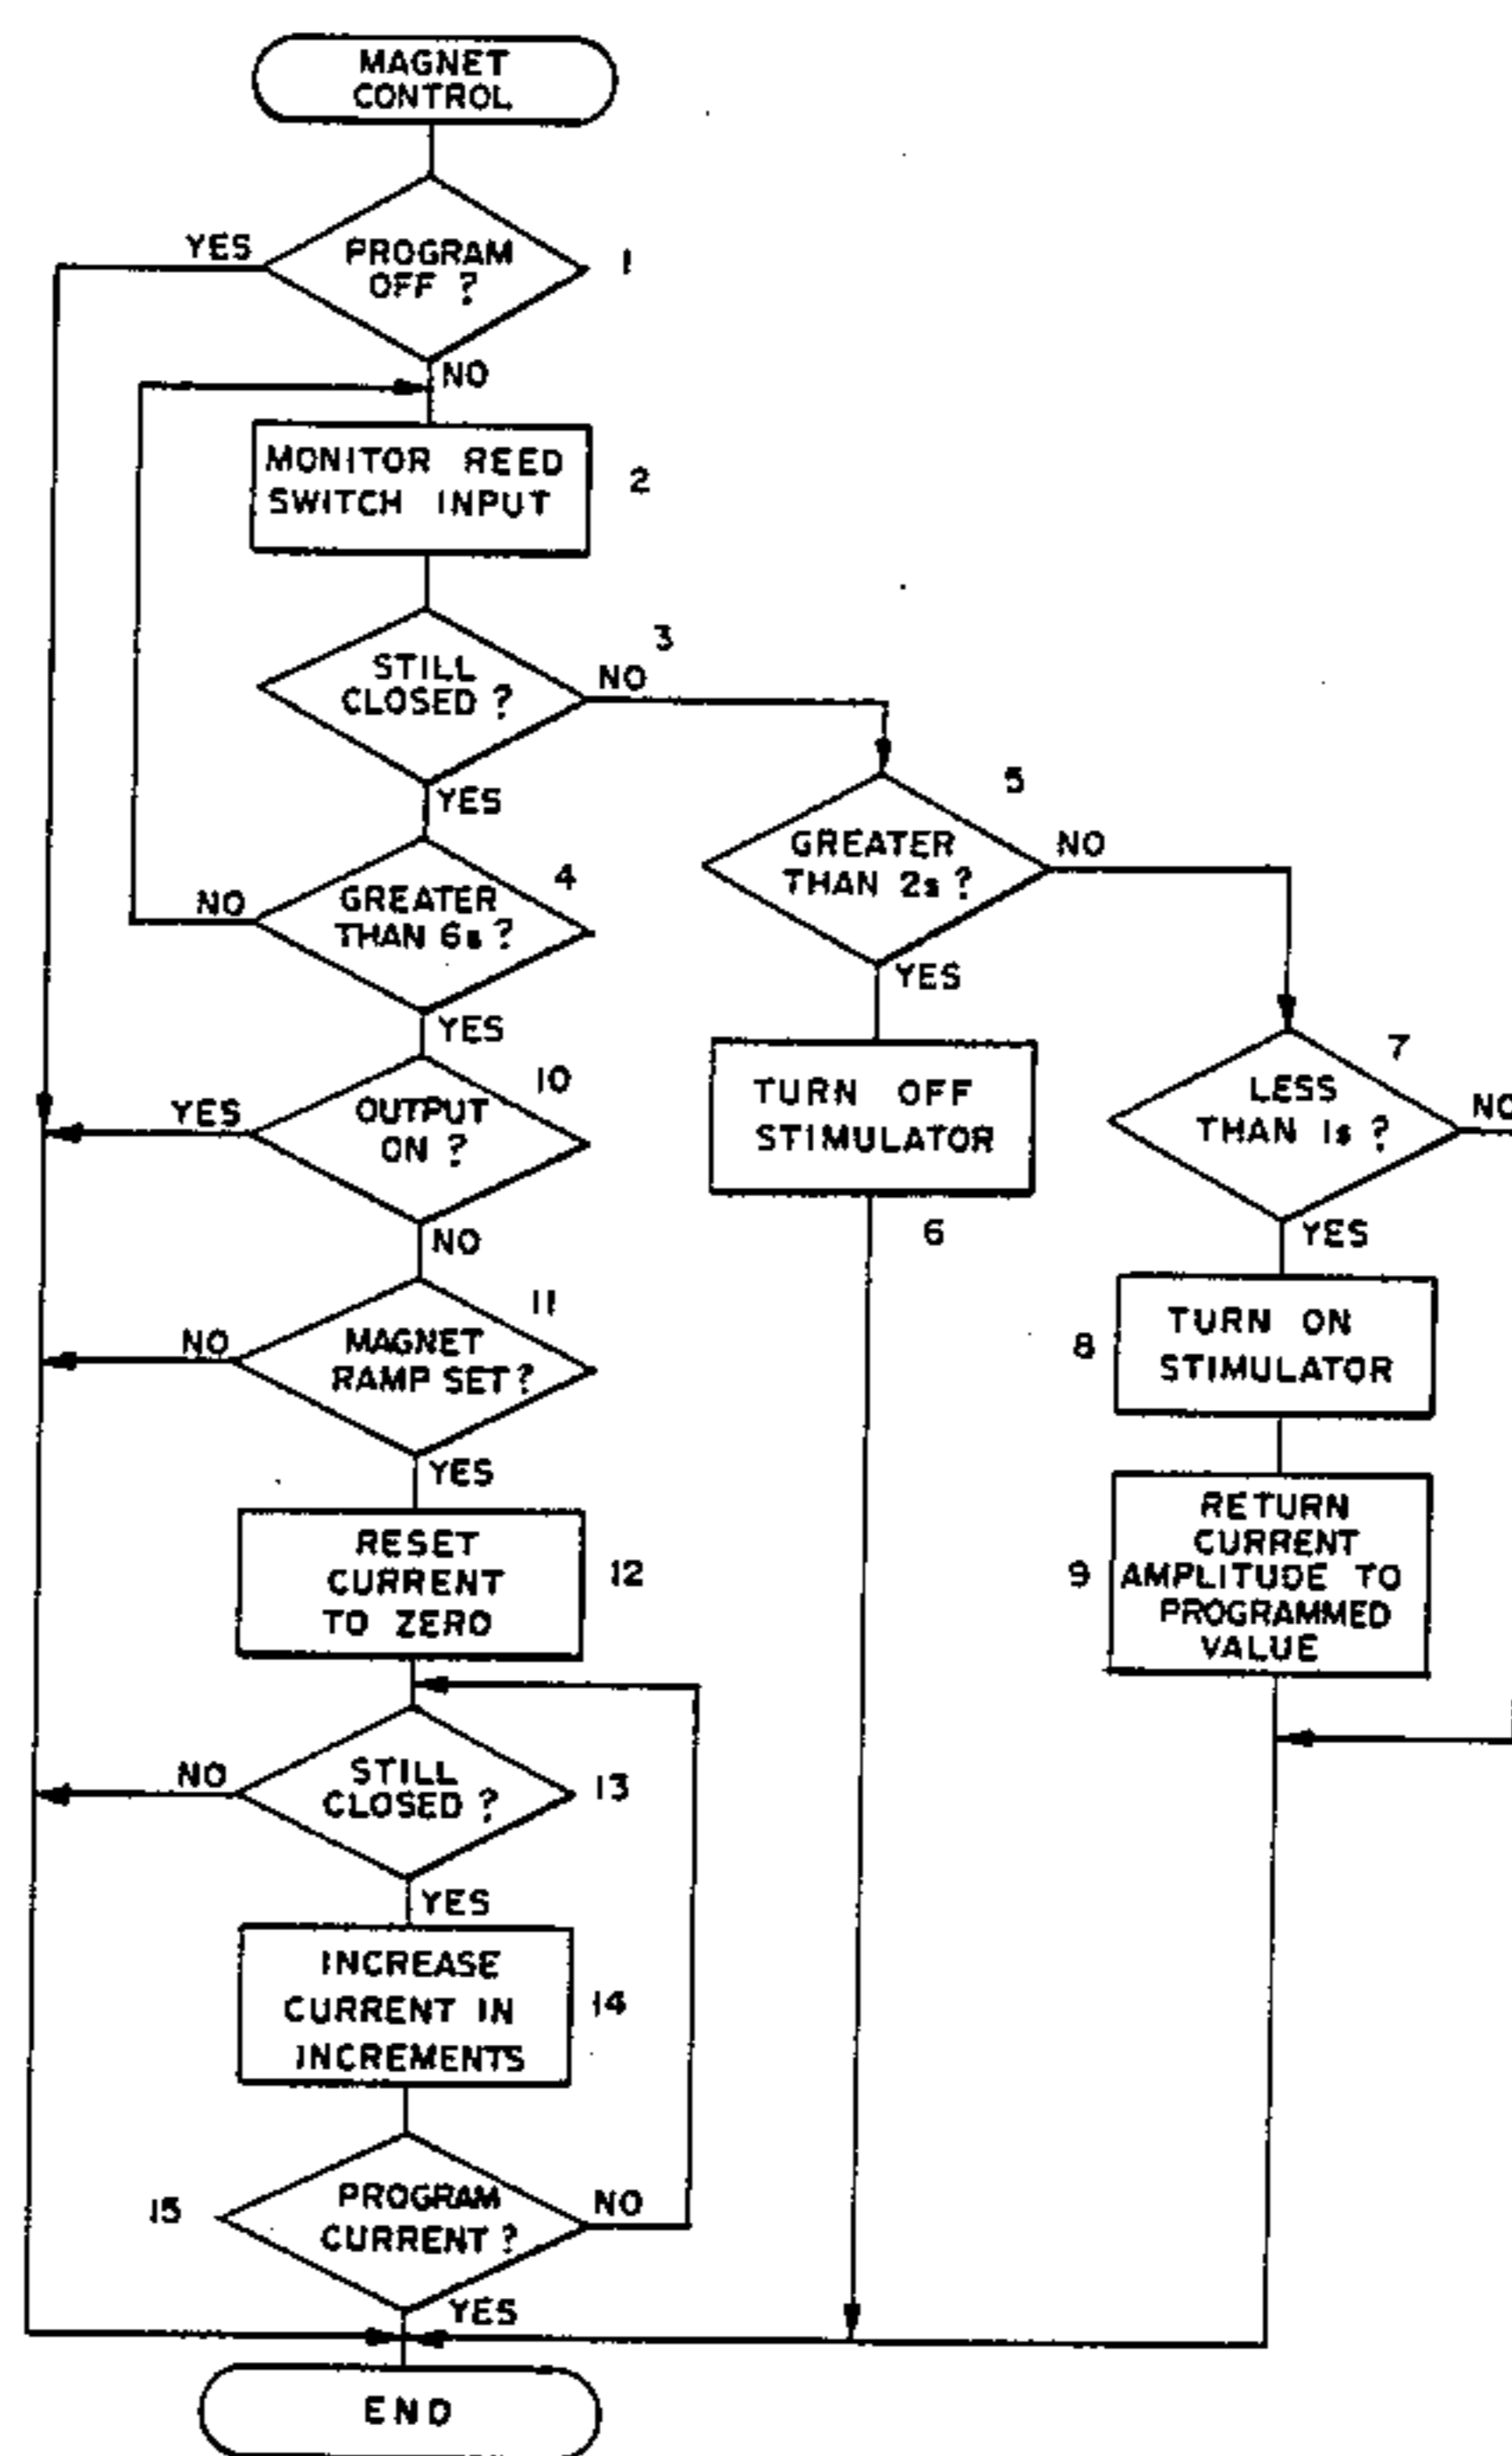 MAGNET
CONTROL
YES
PROGRAM
OFF ?
1
NO
MONITOR REED
SWITCH INPUT
2
STILL
CLOSED ?
3
NO
YES
GREATER
THAN 6s ?
4
NO
YES
GREATER
THAN 2s ?
5
NO
YES
TURN OFF
STIMULATOR
6
LESS
THAN 1s ?
7
NO
YES
TURN ON
STIMULATOR
8
RETURN
CURRENT
AMPLITUDE TO
PROGRAMMED
VALUE
9
OUTPUT
ON ?
10
YES
NO
MAGNET
RAMP SET ?
11
NO
YES
RESET
CURRENT
TO ZERO
12
STILL
CLOSED ?
13
NO
YES
INCREASE
CURRENT IN
INCREMENTS
14
PROGRAM
CURRENT ?
15
NO
YES
END